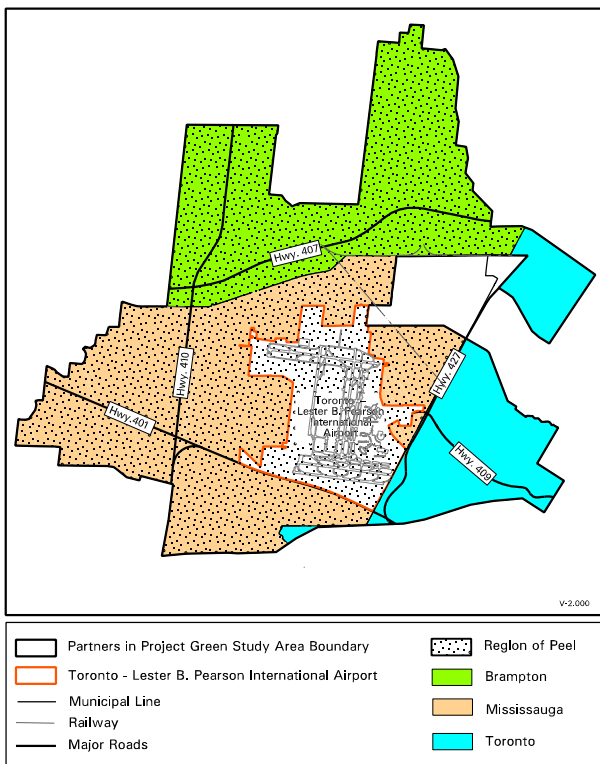 Hwy. 407
Hwy. 410
Hwy. 427
Hwy. 401
Toronto -
Lester B. Pearson
International
Airport
Hwy. 409
V-2.000
Partners in Project Green Study Area Boundary
Toronto - Lester B. Pearson International Airport
Municipal Line
Railway
Major Roads
Region of Peel
Brampton
Mississauga
Toronto